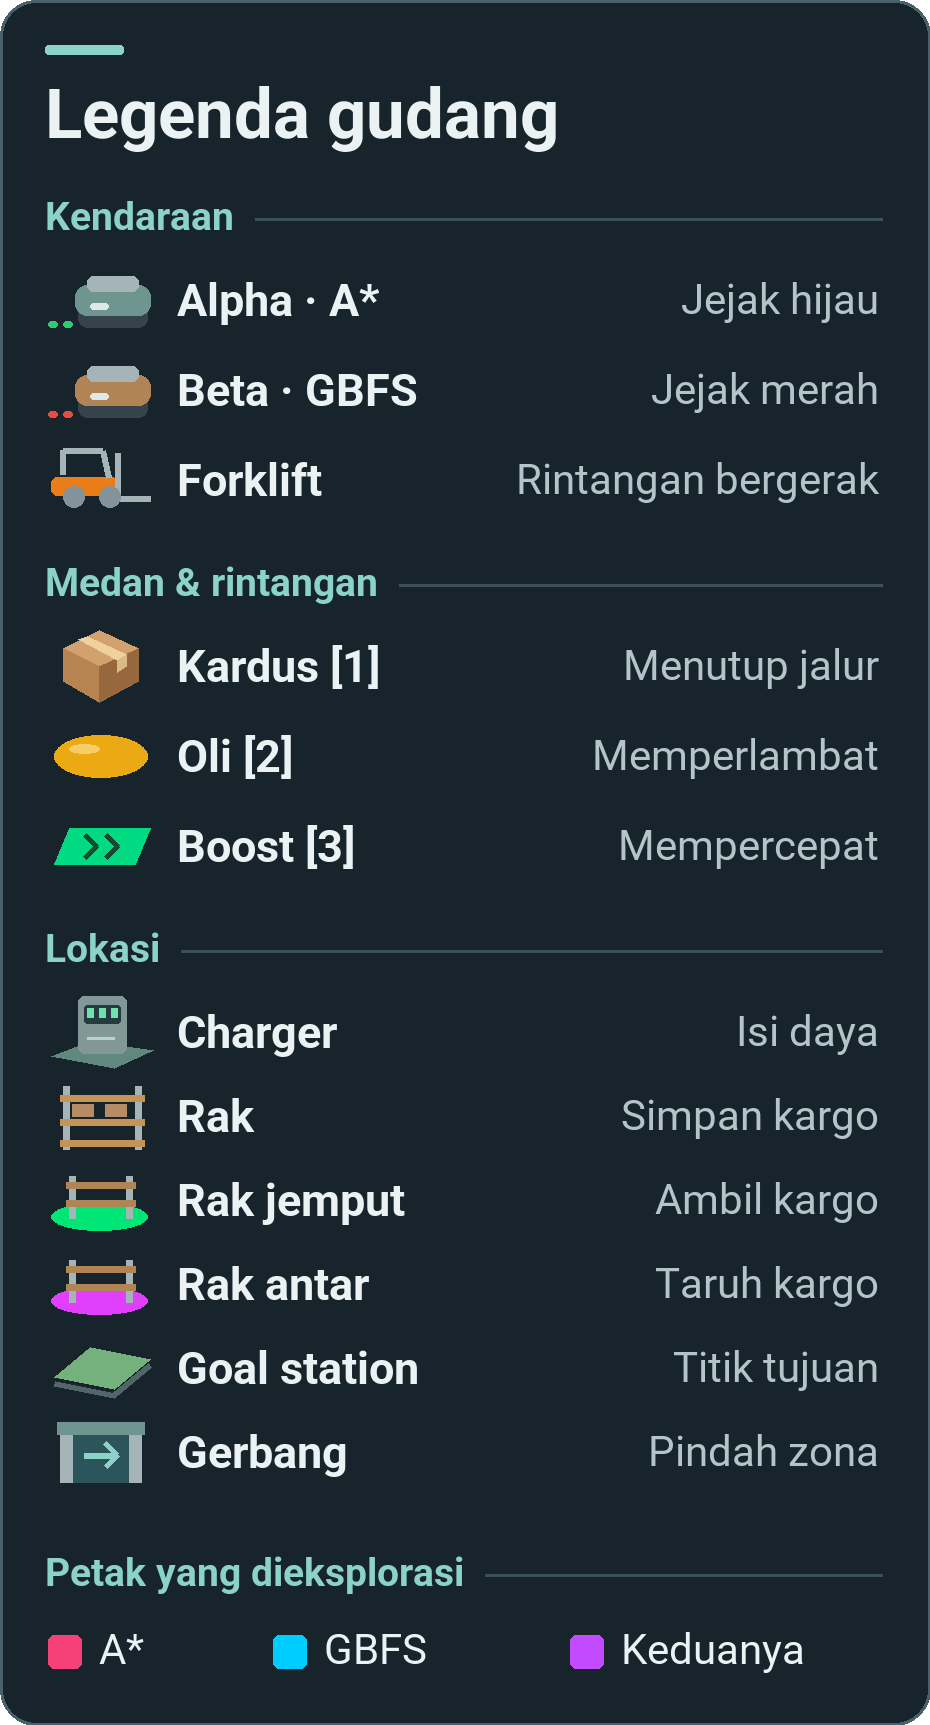 Legenda gudang
Kendaraan
Alpha · A* Jejak hijau
Beta · GBFS Jejak merah
Forklift Rintangan bergerak
Medan & rintangan
Kardus [1] Menutup jalur
Oli [2] Memperlambat
Boost [3] Mempercepat
Lokasi
Charger Isi daya
Rak Simpan kargo
Rak jemput Ambil kargo
Rak antar Taruh kargo
Goal station Titik tujuan
Gerbang Pindah zona
Petak yang dieksplorasi
A* GBFS Keduanya